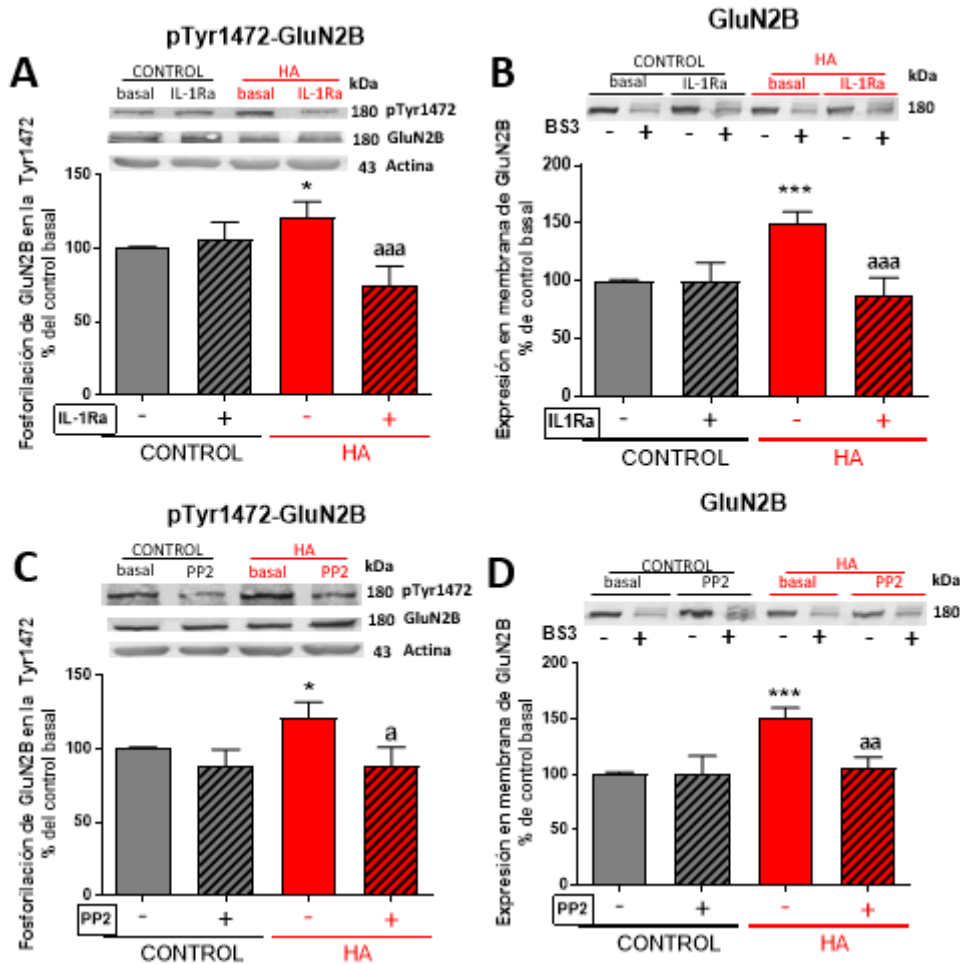 pTyr1472-GluN2B
A
CONTROL HA
basal IL-1Ra basal IL-1Ra kDa
180 pTyr1472
180 GluN2B
43 Actina
Fosforilación de GluN2B en la Tyr1472
% del control basal
150
*
100
aaa
50
0
IL-1Ra - + - +
CONTROL HA
GluN2B
B
CONTROL HA
basal IL-1Ra basal IL-1Ra kDa
180
BS3 - + - + - + - +
Expresión en membrana de GluN2B
% de control basal
200
***
150
aaa
100
50
0
IL1Ra - + - +
CONTROL HA
pTyr1472-GluN2B
C
CONTROL HA
basal PP2 basal PP2 kDa
180 pTyr1472
180 GluN2B
43 Actina
Fosforilación de GluN2B en la Tyr1472
% del control basal
150
*
a
100
50
0
PP2 - + - +
CONTROL HA
GluN2B
D
CONTROL HA
basal PP2 basal PP2 kDa
180
BS3 - + - + - + - +
Expresión en membrana de GluN2B
% de control basal
200
***
150
aa
100
50
0
PP2 - + - +
CONTROL HA